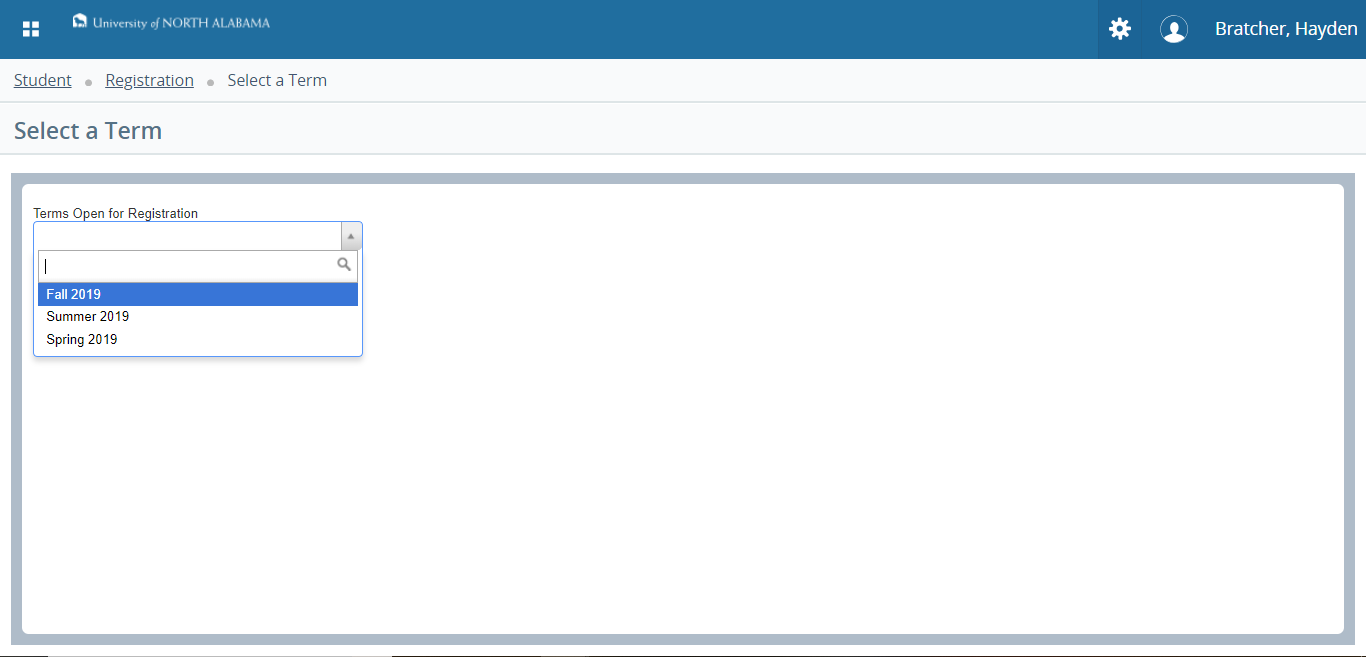 University of NORTH ALABAMA
Bratcher, Hayden
Student • Registration • Select a Term
Select a Term
Terms Open for Registration
Fall 2019
Summer 2019
Spring 2019